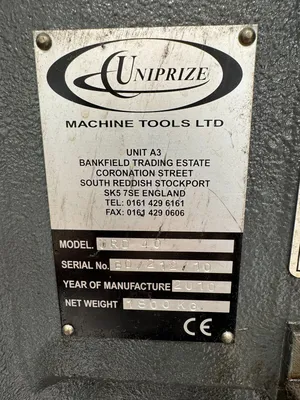 UNIPRIZE
MACHINE TOOLS LTD
UNIT A3
BANKFIELD TRADING ESTATE
CORONATION STREET
SOUTH REDDISH STOCKPORT
SK5 7SE ENGLAND
TEL: 0161 429 6161
FAX: 0161 429 0606
MODEL.
SERIAL No.
YEAR OF MANUFACTURE 2010
NET WEIGHT
CE